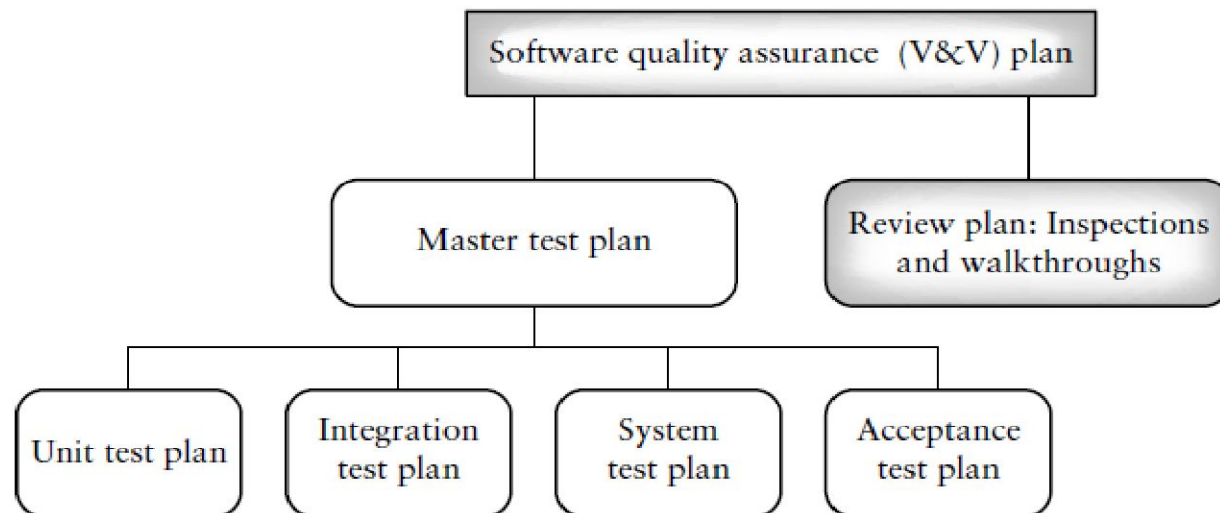 Software quality assurance (V&V) plan
Master test plan
Review plan: Inspections
and walkthroughs
Unit test plan
Integration
test plan
System
test plan
Acceptance
test plan